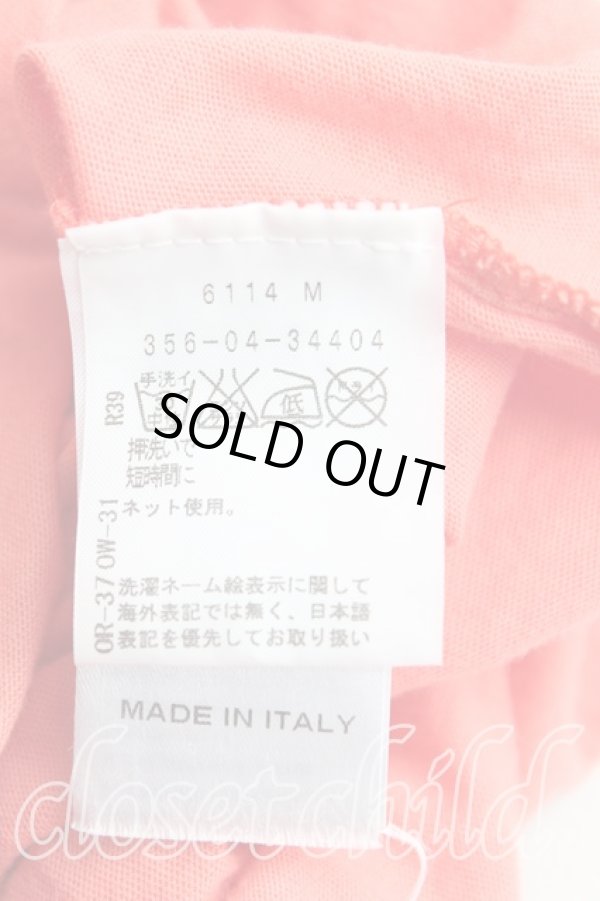 6114 M
356-04-34404
手洗イ
低
押洗いで
短時間に
ネット使用。
R39
OR-37 OW-31
洗濯ネーム絵表示に関して
海外表記では無く、日本語
表記を優先してお取り扱い
MADE IN ITALY
SOLD OUT
closetchild